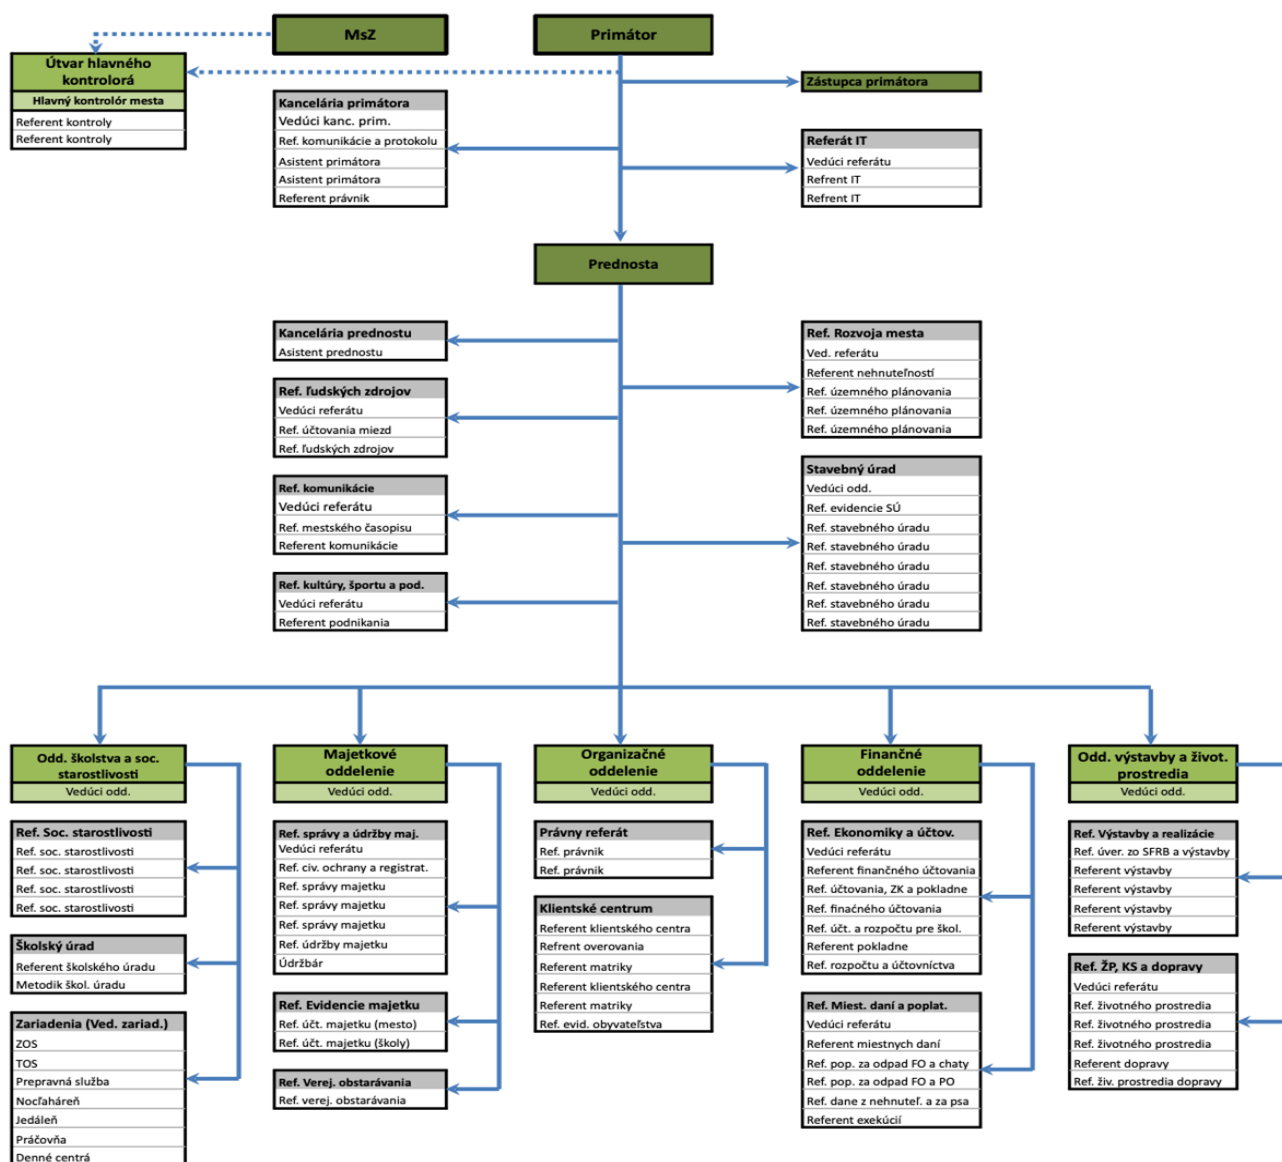 MsZ
Primátor
Útvar hlavného
kontrolorá
Hlavný kontrolór mesta
Referent kontroly
Referent kontroly
Zástupca primátora
Kancelária primátora
Vedúci kanc. prim.
Ref. komunikácie a protokolu
Asistent primátora
Asistent primátora
Referent právnik
Referát IT
Vedúci referátu
Refrent IT
Refrent IT
Prednosta
Kancelária prednostu
Asistent prednostu
Ref. ľudských zdrojov
Vedúci referátu
Ref. účtovania miezd
Ref. ľudských zdrojov
Ref. komunikácie
Vedúci referátu
Ref. mestského časopisu
Referent komunikácie
Ref. kultúry, športu a pod.
Vedúci referátu
Referent podnikania
Ref. Rozvoja mesta
Ved. referátu
Referent nehnuteľností
Ref. územného plánovania
Ref. územného plánovania
Ref. územného plánovania
Stavebný úrad
Vedúci odd.
Ref. evidencie SÚ
Ref. stavebného úradu
Ref. stavebného úradu
Ref. stavebného úradu
Ref. stavebného úradu
Ref. stavebného úradu
Ref. stavebného úradu
Odd. školstva a soc.
starostlivosti
Vedúci odd.
Ref. Soc. starostlivosti
Ref. soc. starostlivosti
Ref. soc. starostlivosti
Ref. soc. starostlivosti
Ref. soc. starostlivosti
Školský úrad
Referent školského úradu
Metodik škol. úradu
Zariadenia (Ved. zariad.)
ZOS
TOS
Prepravná služba
Nocľaháreň
Jedáleň
Práčovňa
Denné centrá
Majetkové
oddelenie
Vedúci odd.
Ref. správy a údržby maj.
Vedúci referátu
Ref. civ. ochrany a registrat.
Ref. správy majetku
Ref. správy majetku
Ref. správy majetku
Ref. údržby majetku
Údržbár
Ref. Evidencie majetku
Ref. účt. majetku (mesto)
Ref. účt. majetku (školy)
Ref. Verej. obstarávania
Ref. verej. obstarávania
Organizačné
oddelenie
Vedúci odd.
Právny referát
Ref. právnik
Ref. právnik
Klientské centrum
Referent klientského centra
Refrent overovania
Referent matriky
Referent klientského centra
Referent matriky
Ref. evid. obyvateľstva
Finančné
oddelenie
Vedúci odd.
Ref. Ekonomiky a účtov.
Vedúci referátu
Referent finančného účtovania
Ref. účtovania, ZK a pokladne
Ref. finaćného účtovania
Ref. účt. a rozpočtu pre škol.
Referent pokladne
Ref. rozpočtu a účtovníctva
Ref. Miest. daní a poplat.
Vedúci referátu
Referent miestnych daní
Ref. pop. za odpad FO a chaty
Ref. pop. za odpad FO a PO
Ref. dane z nehnuteľ. a za psa
Referent exekúcií
Odd. výstavby a život.
prostredia
Vedúci odd.
Ref. Výstavby a realizácie
Ref. úver. zo SFRB a výstavby
Referent výstavby
Referent výstavby
Referent výstavby
Referent výstavby
Ref. ŽP, KS a dopravy
Vedúci referátu
Ref. životného prostredia
Ref. životného prostredia
Ref. životného prostredia
Referent dopravy
Ref. živ. prostredia dopravy